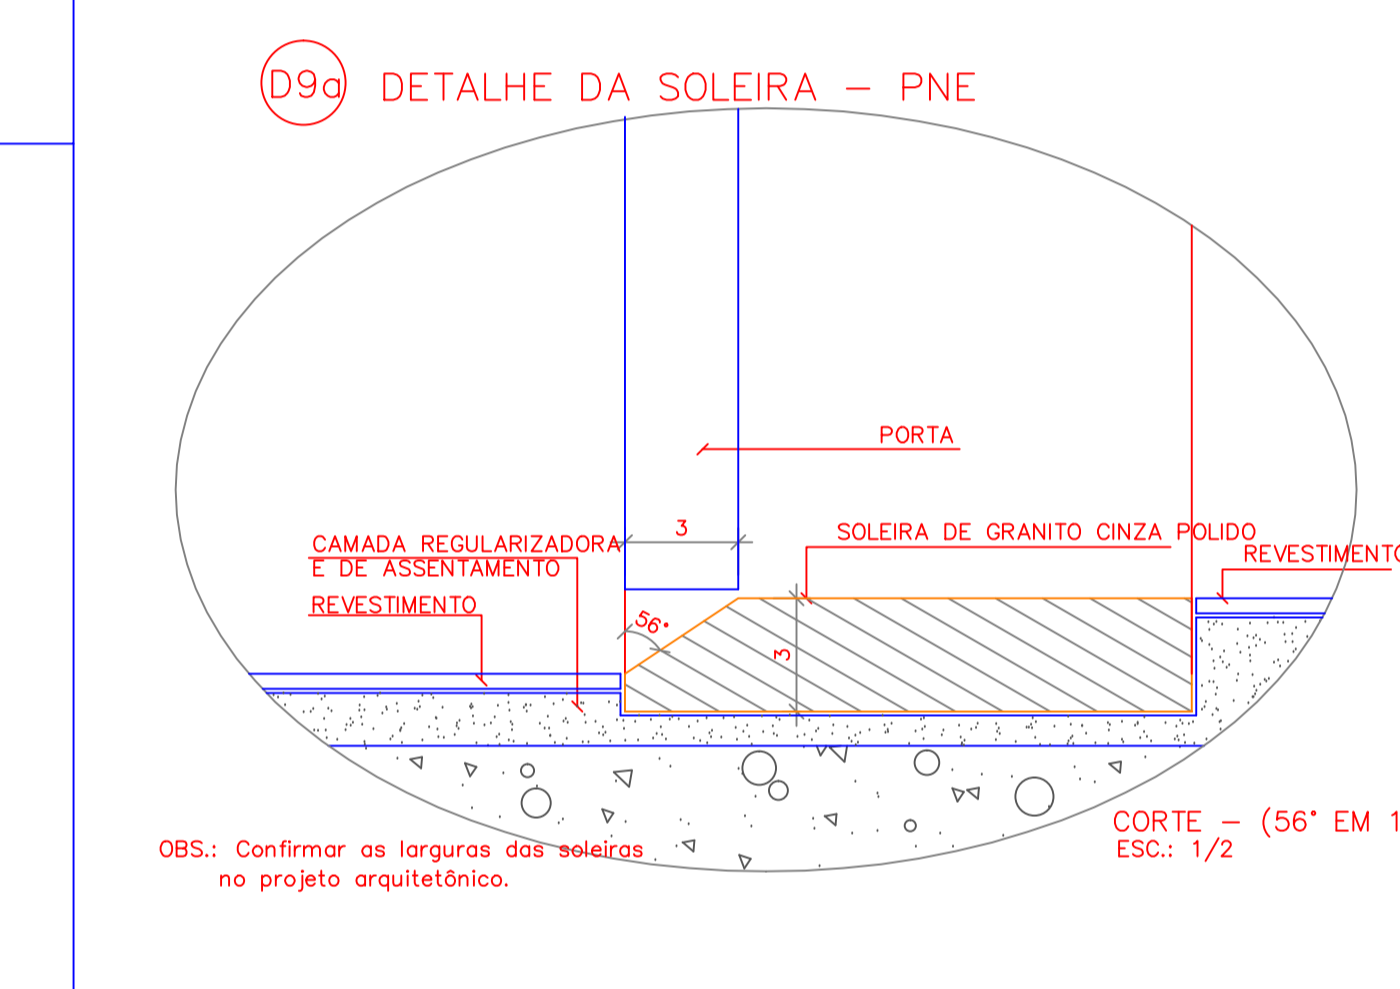 D9a DETALHE DA SOLEIRA – PNE
PORTA
3
SOLEIRA DE GRANITO CINZA POLIDO
CAMADA REGULARIZADORA
E DE ASSENTAMENTO
REVESTIMENTO
REVESTIMENTO
56°
3
CORTE – (56° EM 1
ESC.: 1/2
OBS.: Confirmar as larguras das soleiras
no projeto arquitetônico.